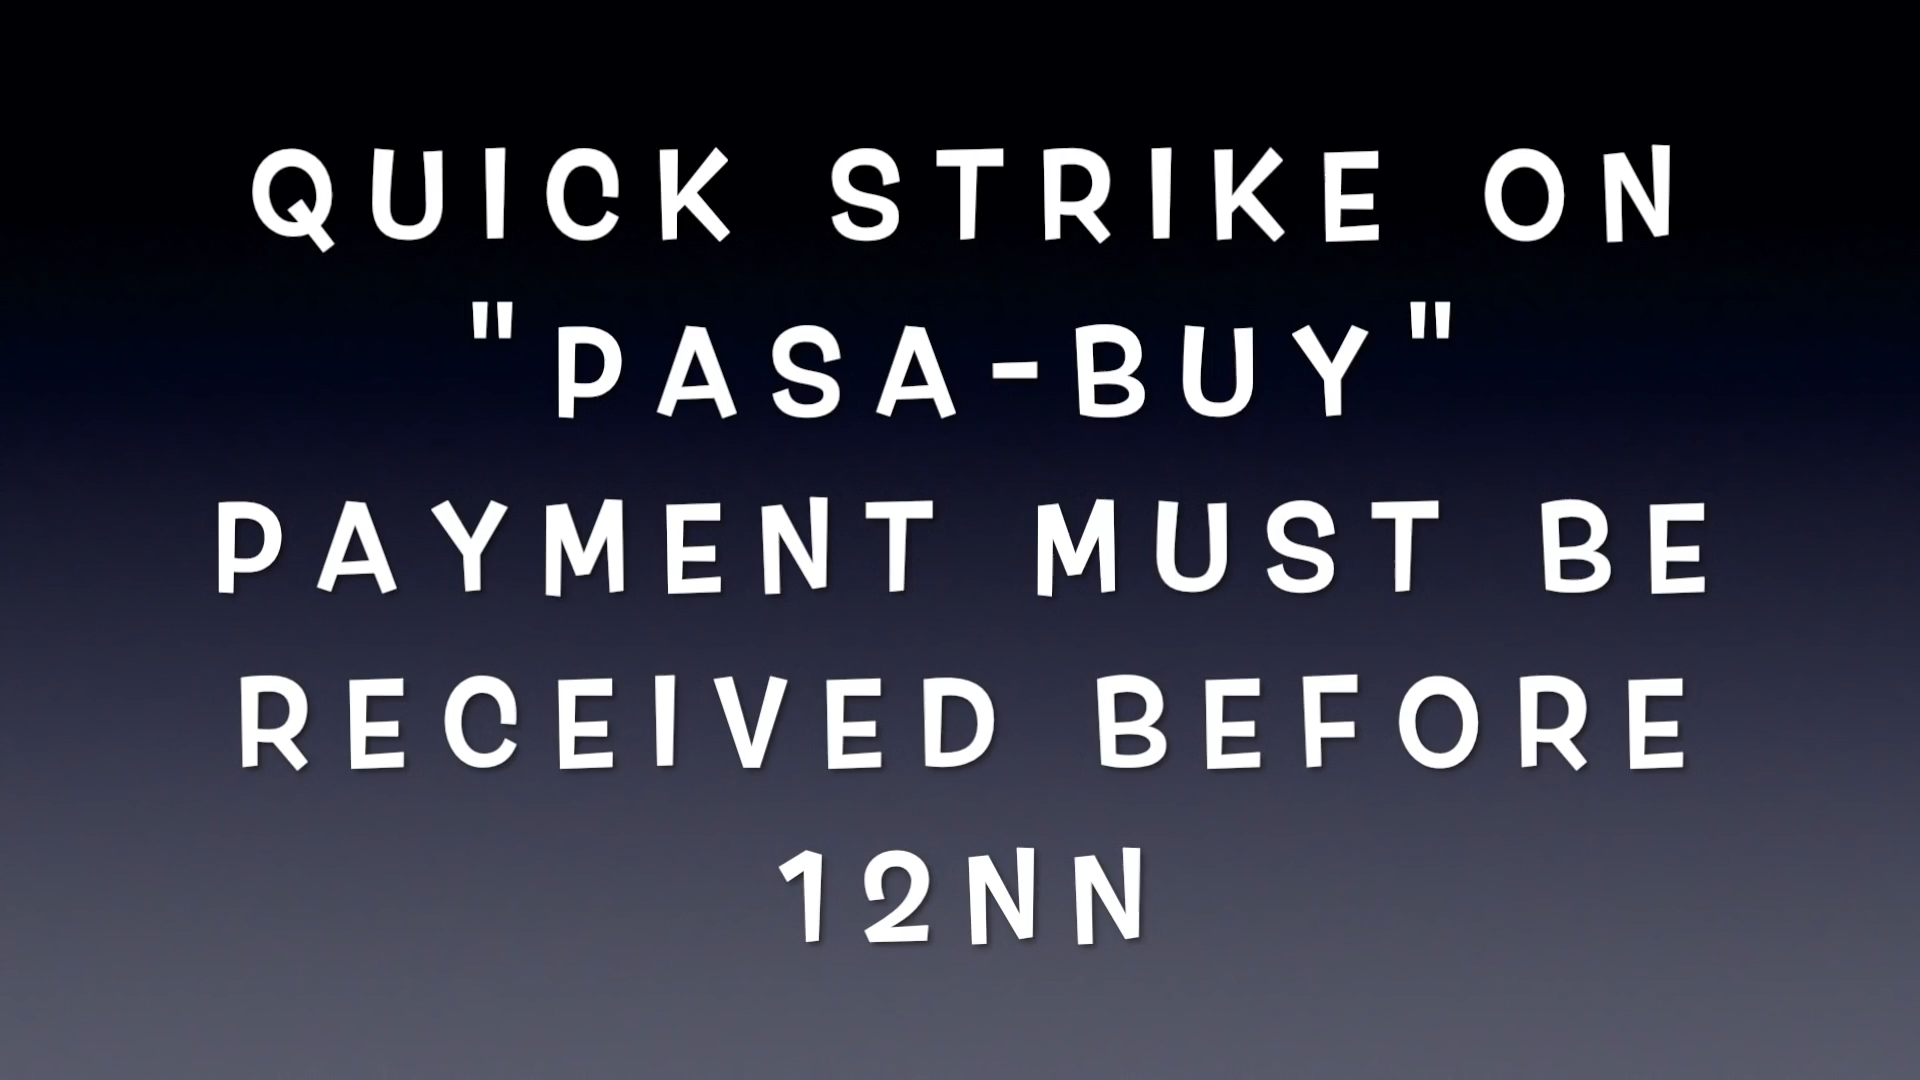 QUICK STRIKE ON
"PASA-BUY"
PAYMENT MUST BE
RECEIVED BEFORE
12NN